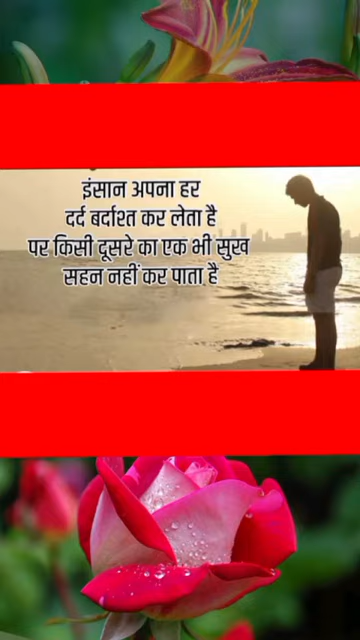 इंसान अपना हर
दर्द बर्दाश्त कर लेता है
पर किसी दूसरे का एक भी सुख
सहन नहीं कर पाता है